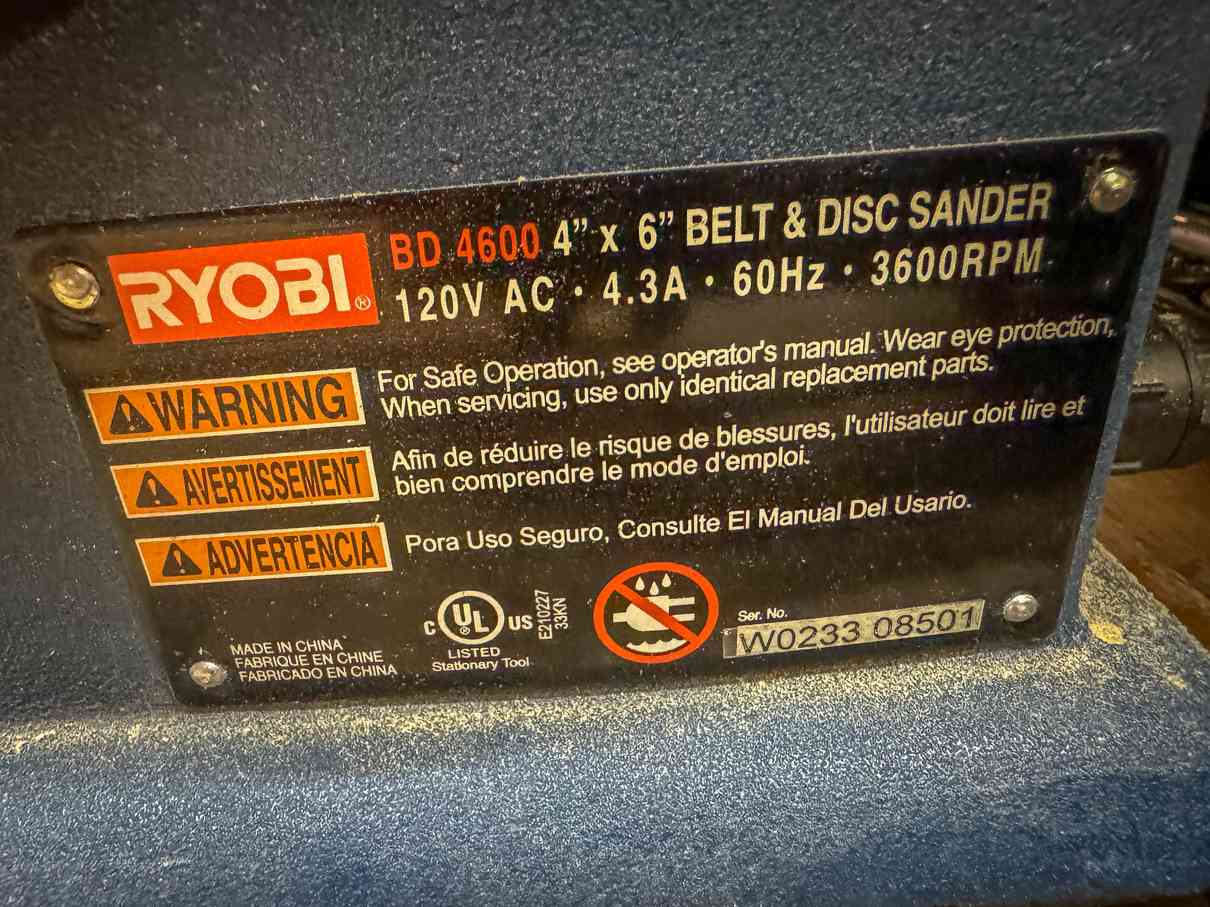 RYOBI®
BD 4600 4” x 6” BELT & DISC SANDER
120V AC · 4.3A · 60Hz · 3600RPM
WARNING
For Safe Operation, see operator's manual. Wear eye protection,
When servicing, use only identical replacement parts.
AVERTISSEMENT
Afin de réduire le risque de blessures, l'utilisateur doit lire et
bien comprendre le mode d'emploi.
ADVERTENCIA
Pora Uso Seguro, Consulte El Manual Del Usario.
MADE IN CHINA
FABRIQUE EN CHINE
FABRICADO EN CHINA
C UL® US
LISTED
Stationary Tool
E210227
33KN
Ser. No.
W0233 08501